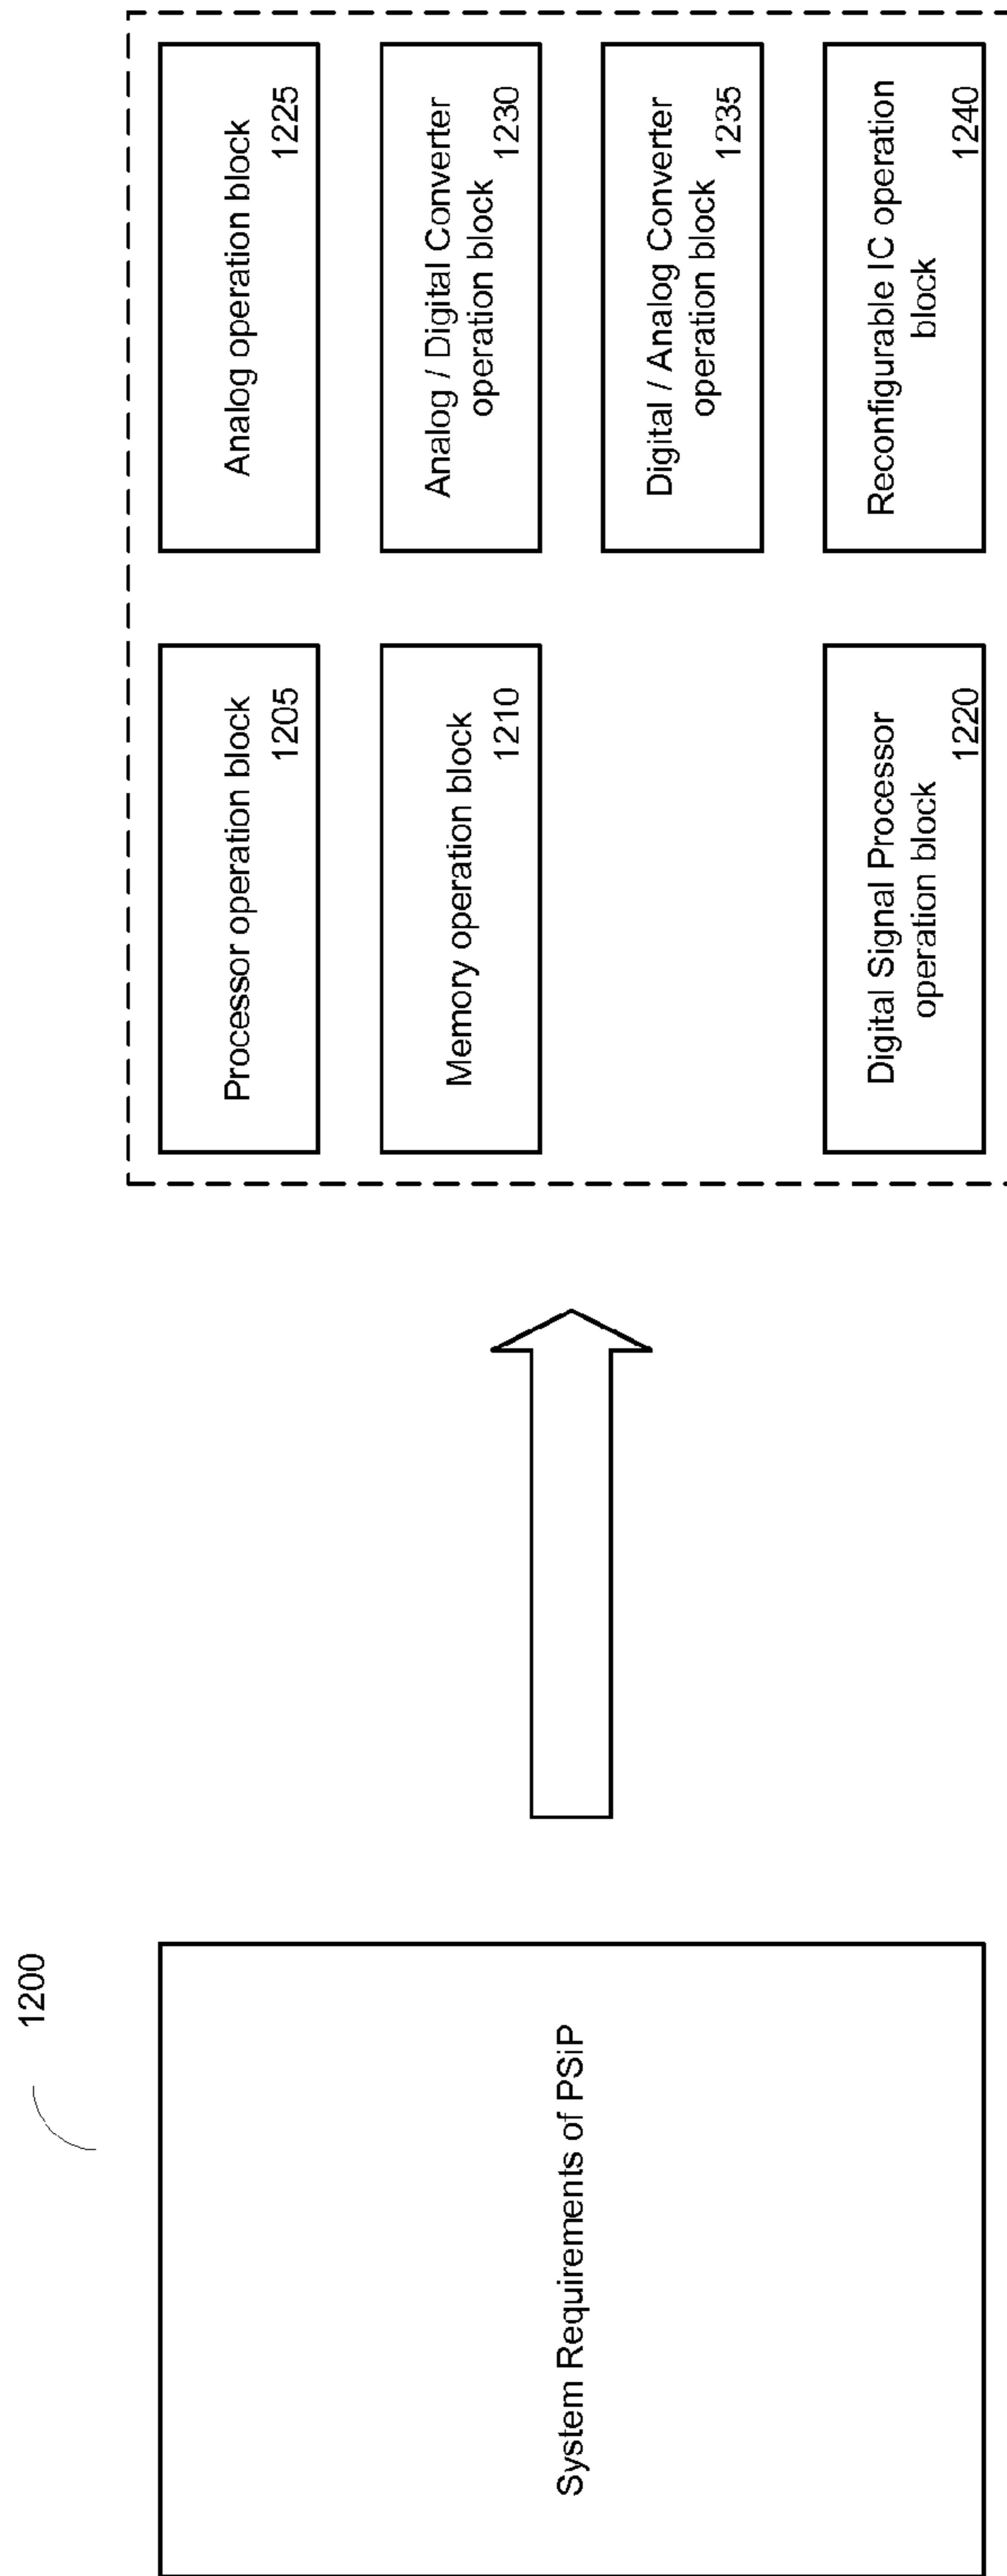 1200
System Requirements of PSiP
Processor operation block
1205
Memory operation block
1210
Digital Signal Processor
operation block
1220
Analog operation block
1225
Analog / Digital Converter
operation block
1230
Digital / Analog Converter
operation block
1235
Reconfigurable IC operation
block
1240